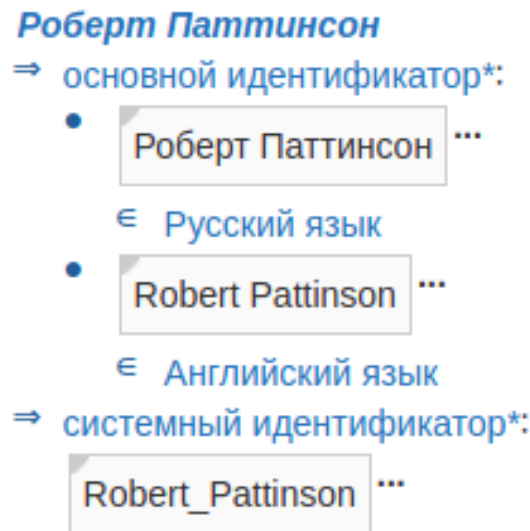 Роберт Паттинсон
⇒ основной идентификатор*:
• Роберт Паттинсон ...
∈ Русский язык
• Robert Pattinson ...
∈ Английский язык
⇒ системный идентификатор*:
Robert_Pattinson ...